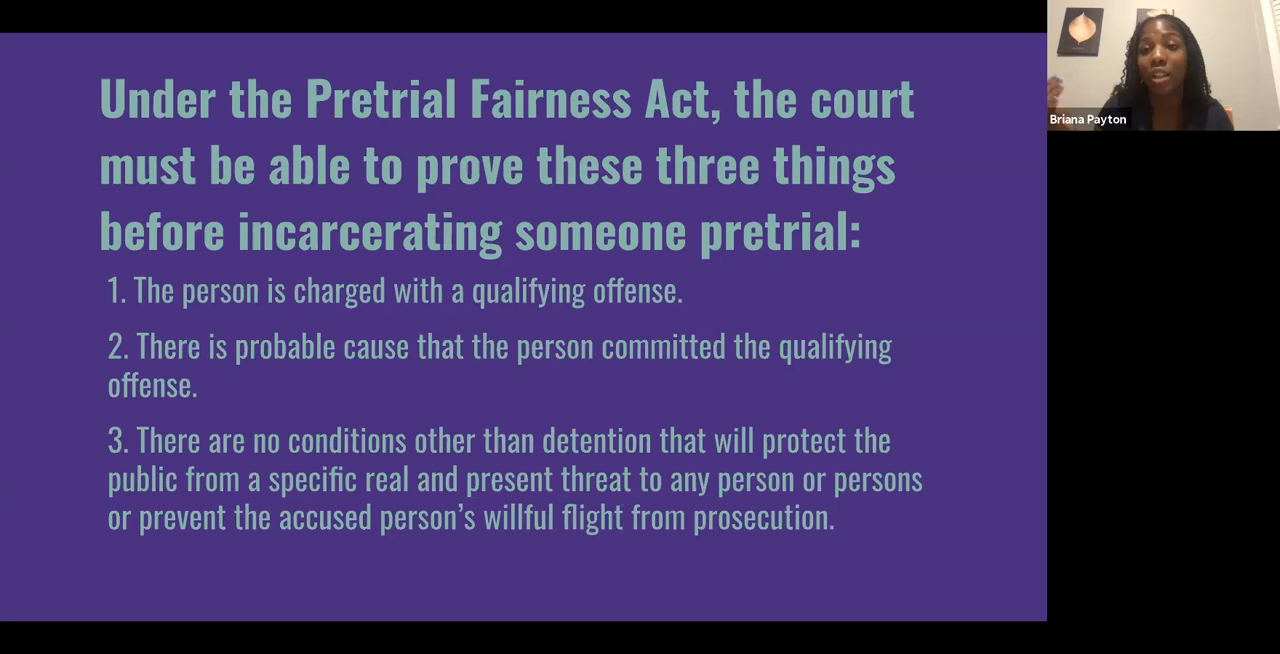 Under the Pretrial Fairness Act, the court
must be able to prove these three things
before incarcerating someone pretrial:
1. The person is charged with a qualifying offense.
2. There is probable cause that the person committed the qualifying
offense.
3. There are no conditions other than detention that will protect the
public from a specific real and present threat to any person or persons
or prevent the accused person’s willful flight from prosecution.
Briana Payton